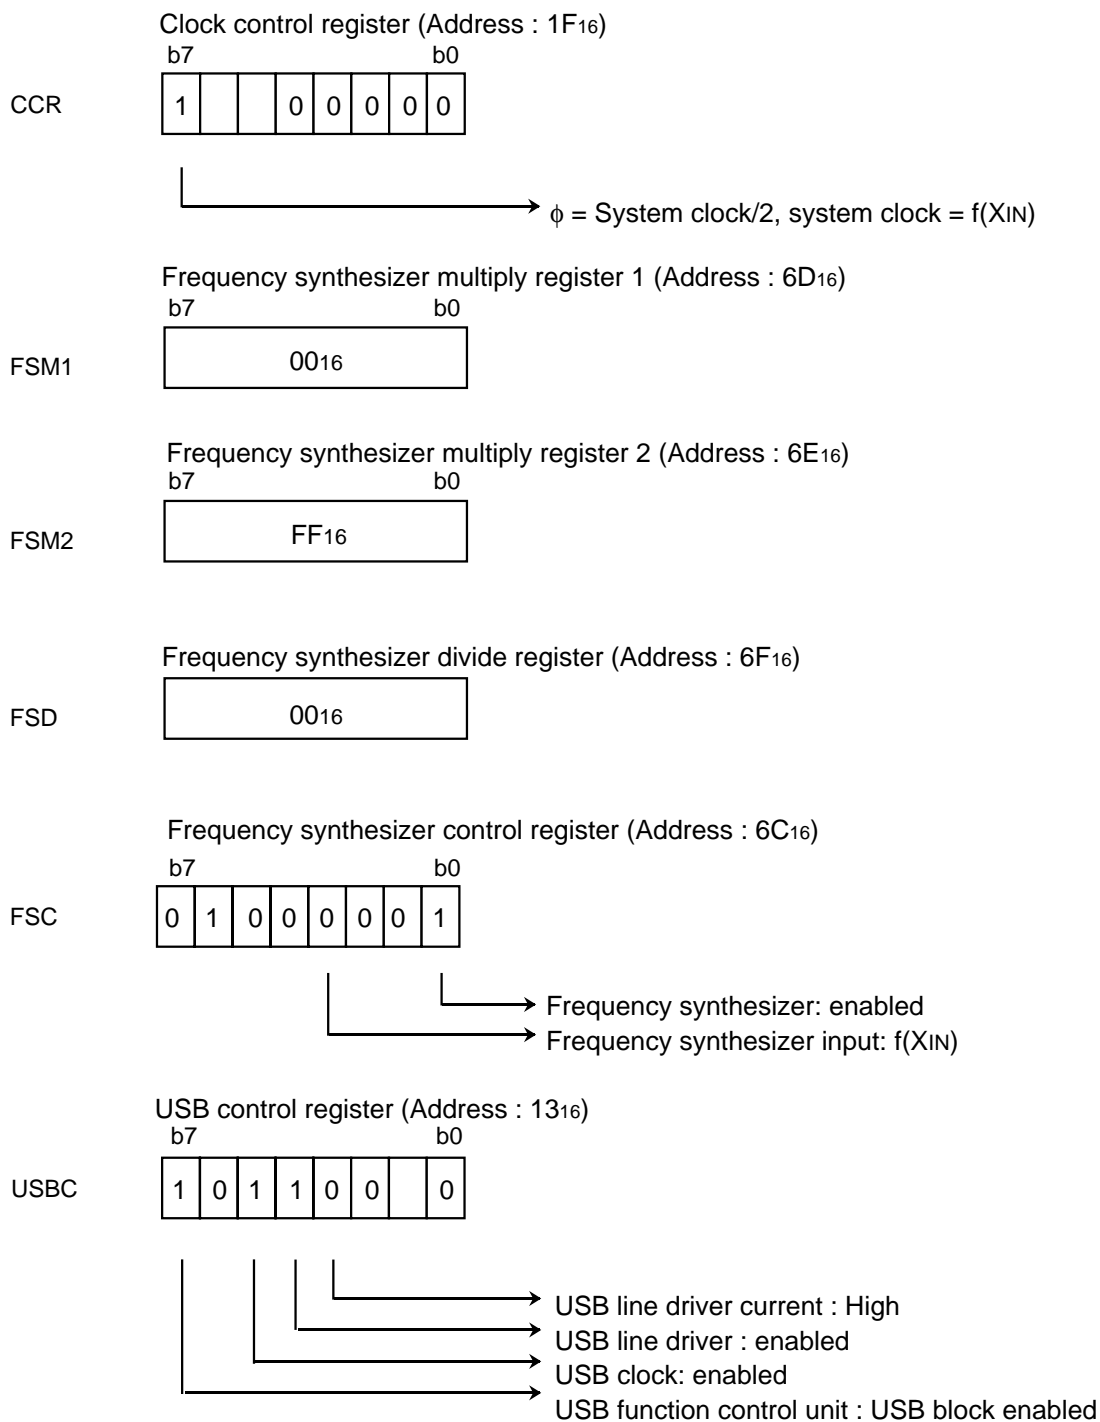 Clock control register (Address : 1F16)
b7 b0
CCR 1 0 0 0 0 0
ϕ = System clock/2, system clock = f(XIN)
Frequency synthesizer multiply register 1 (Address : 6D16)
b7 b0
FSM1 0016
Frequency synthesizer multiply register 2 (Address : 6E16)
b7 b0
FSM2 FF16
Frequency synthesizer divide register (Address : 6F16)
FSD 0016
Frequency synthesizer control register (Address : 6C16)
b7 b0
FSC 0 1 0 0 0 0 0 1
Frequency synthesizer: enabled
Frequency synthesizer input: f(XIN)
USB control register (Address : 1316)
b7 b0
USBC 1 0 1 1 0 0 0
USB line driver current : High
USB line driver : enabled
USB clock: enabled
USB function control unit : USB block enabled